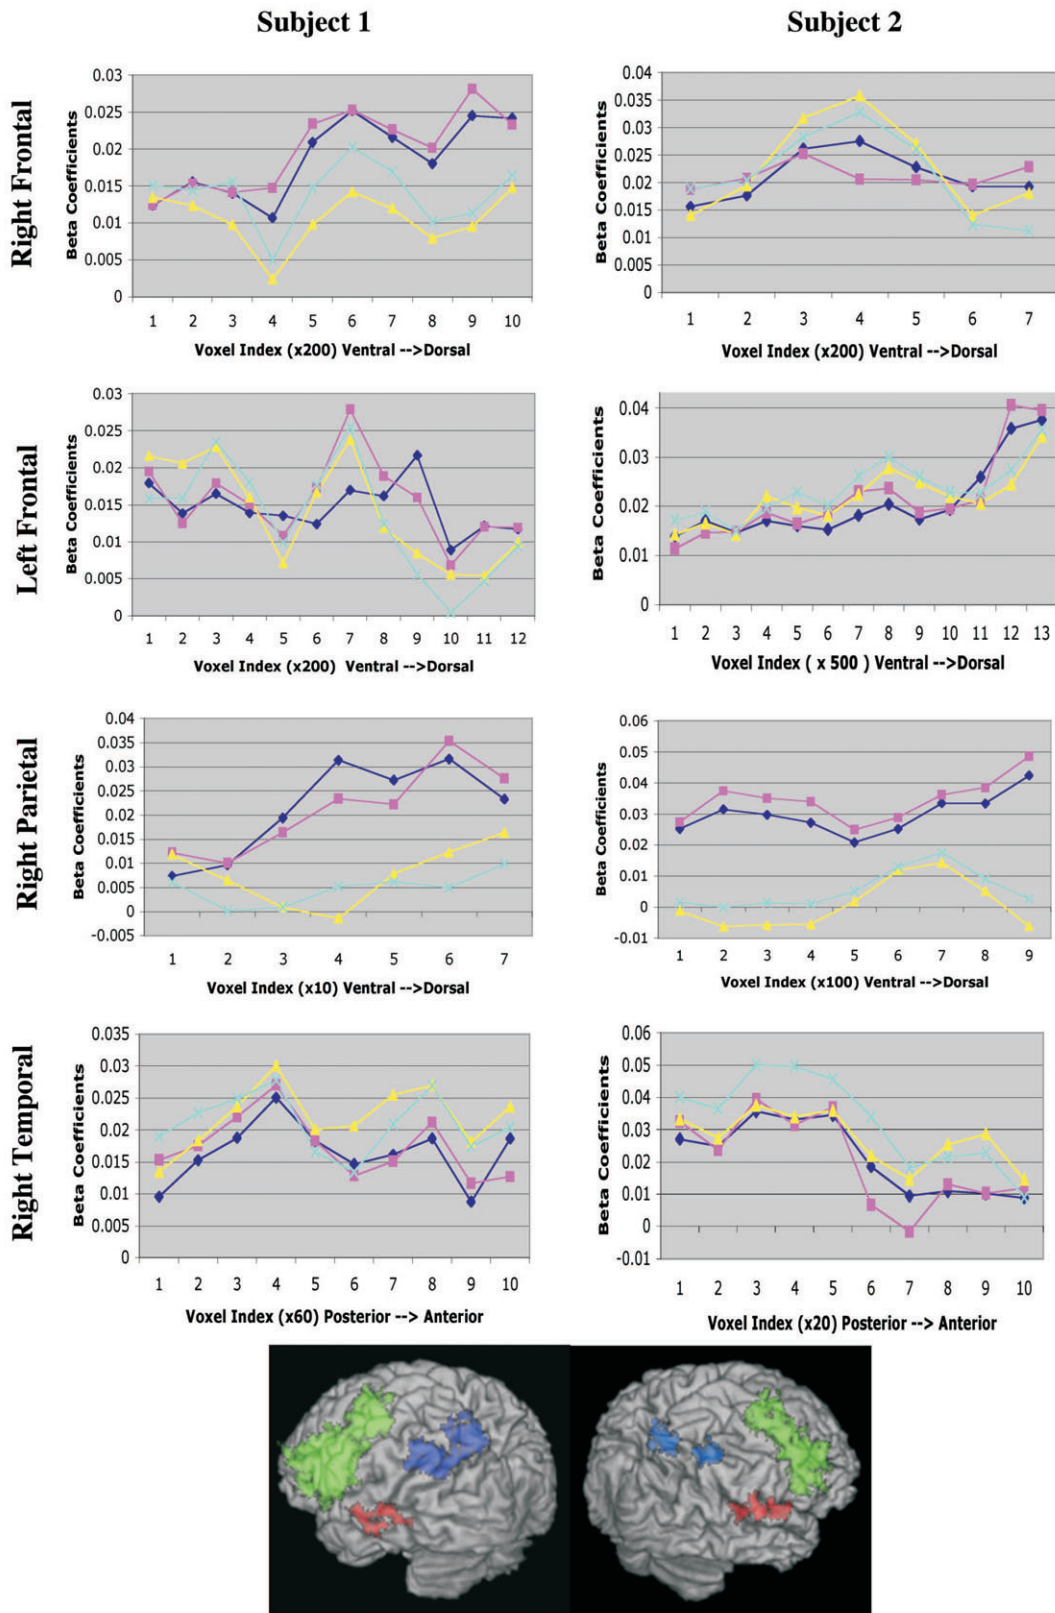 Subject 1
Subject 2
Right Frontal
Beta Coefficients
0.03
0.025
0.02
0.015
0.01
0.005
0
1 2 3 4 5 6 7 8 9 10
Voxel Index (x200) Ventral -->Dorsal
Beta Coefficients
0.04
0.035
0.03
0.025
0.02
0.015
0.01
0.005
0
1 2 3 4 5 6 7
Voxel Index (x200) Ventral -->Dorsal
Left Frontal
Beta Coefficients
0.03
0.025
0.02
0.015
0.01
0.005
0
1 2 3 4 5 6 7 8 9 10 11 12
Voxel Index (x200) Ventral -->Dorsal
Beta Coefficients
0.04
0.03
0.02
0.01
0
1 2 3 4 5 6 7 8 9 10 11 12 13
Voxel Index ( x 500 ) Ventral -->Dorsal
Right Parietal
Beta Coefficients
0.04
0.035
0.03
0.025
0.02
0.015
0.01
0.005
0
-0.005
1 2 3 4 5 6 7
Voxel Index (x10) Ventral -->Dorsal
Beta Coefficients
0.06
0.05
0.04
0.03
0.02
0.01
0
-0.01
1 2 3 4 5 6 7 8 9
Voxel Index (x100) Ventral -->Dorsal
Right Temporal
Beta Coefficients
0.035
0.03
0.025
0.02
0.015
0.01
0.005
0
1 2 3 4 5 6 7 8 9 10
Voxel Index (x60) Posterior --> Anterior
Beta Coefficients
0.06
0.05
0.04
0.03
0.02
0.01
0
-0.01
1 2 3 4 5 6 7 8 9 10
Voxel Index (x20) Posterior --> Anterior